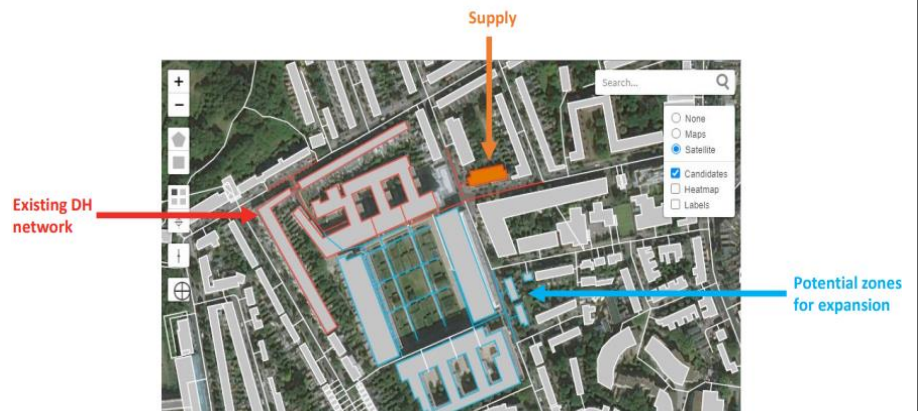 Supply
Search...
None
Maps
Satellite
Candidates
Heatmap
Labels
Existing DH
network
Potential zones
for expansion
+
−